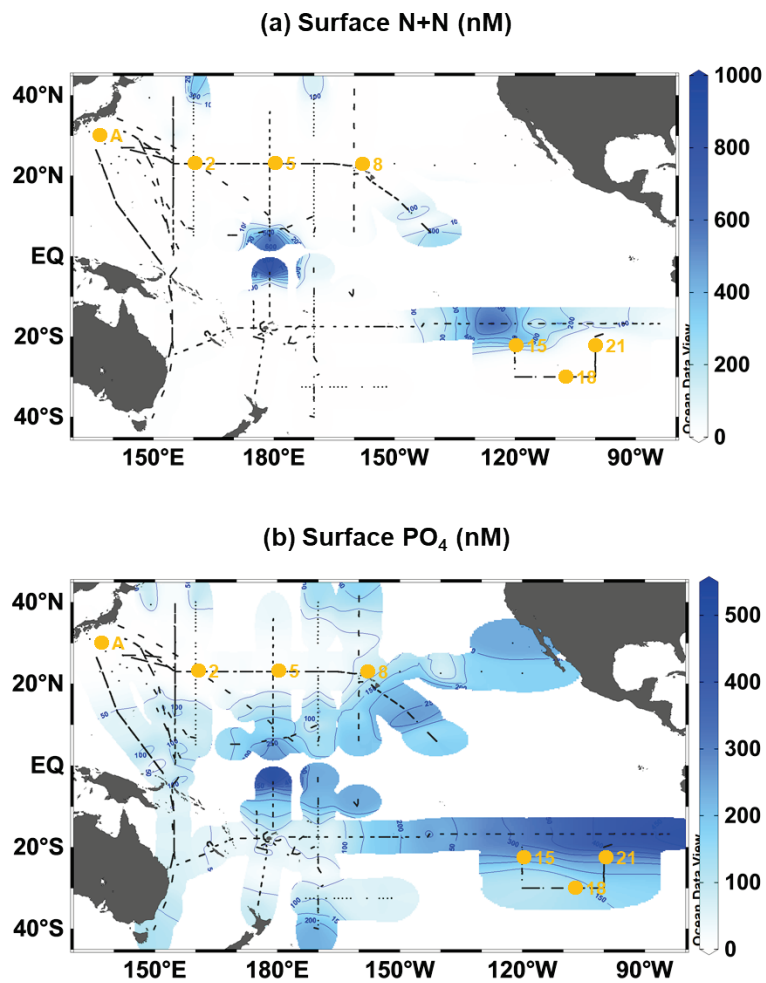 (a) Surface N+N (nM)
40°N
20°N
EQ
20°S
40°S
A
2
5
8
15
21
18
1000
800
600
400
200
0
Ocean Data View
150°E 180°E 150°W 120°W 90°W
(b) Surface PO₄ (nM)
40°N
20°N
EQ
20°S
40°S
A
2
5
8
15
21
18
500
400
300
200
100
0
Ocean Data View
150°E 180°E 150°W 120°W 90°W